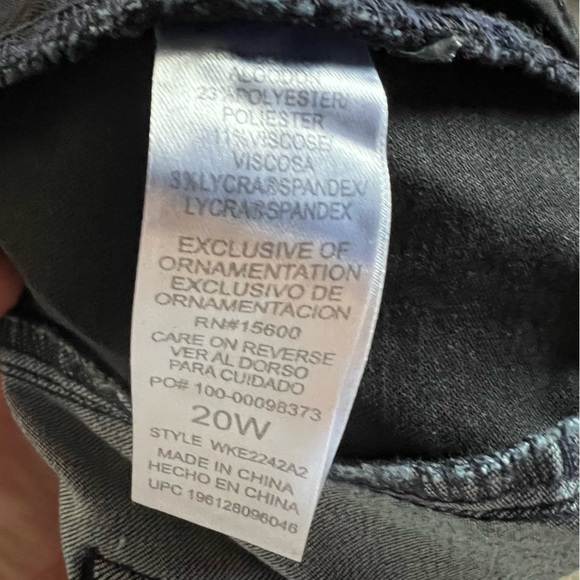 ALGODON
23%POLYESTER/
POLIESTER
11%VISCOSE/
VISCOSA
3%LYCRA®SPANDEX/
LYCRA®SPANDEX
EXCLUSIVE OF
ORNAMENTATION
EXCLUSIVO DE
ORNAMENTACION
RN#15600
CARE ON REVERSE
VER AL DORSO
PARA CUIDADO
PO# 100-00098373
20W
STYLE WKE2242A2
MADE IN CHINA
HECHO EN CHINA
UPC 196128096046